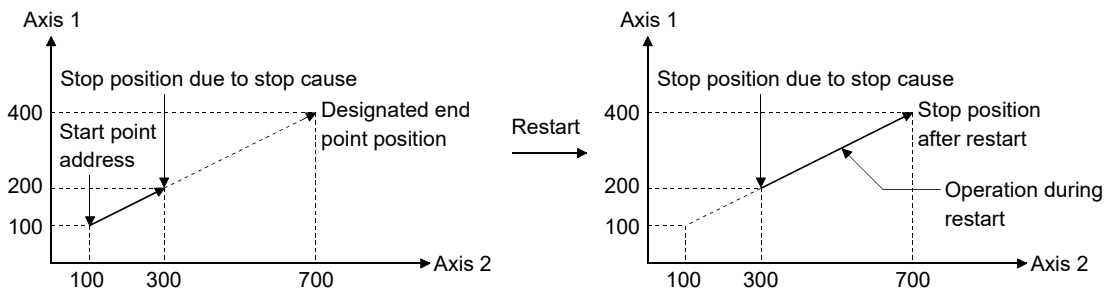 Axis 1
Stop position due to stop cause
400
Designated end
point position
Start point
address
200
100
100 300 700
Axis 2
Restart
Axis 1
Stop position due to stop cause
400
Stop position
after restart
200
Operation during
restart
100
100 300 700
Axis 2